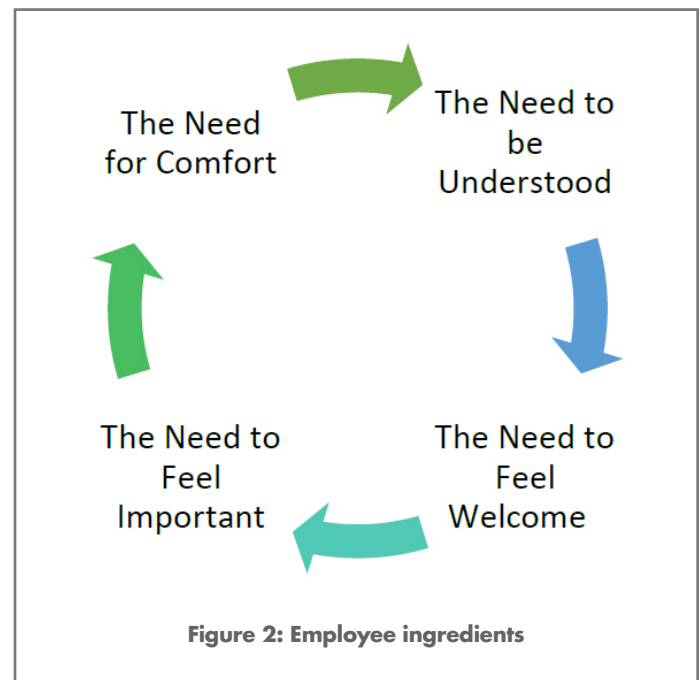 The Need
for Comfort
The Need to
be
Understood
The Need to
Feel
Welcome
The Need to
Feel
Important
Figure 2: Employee ingredients